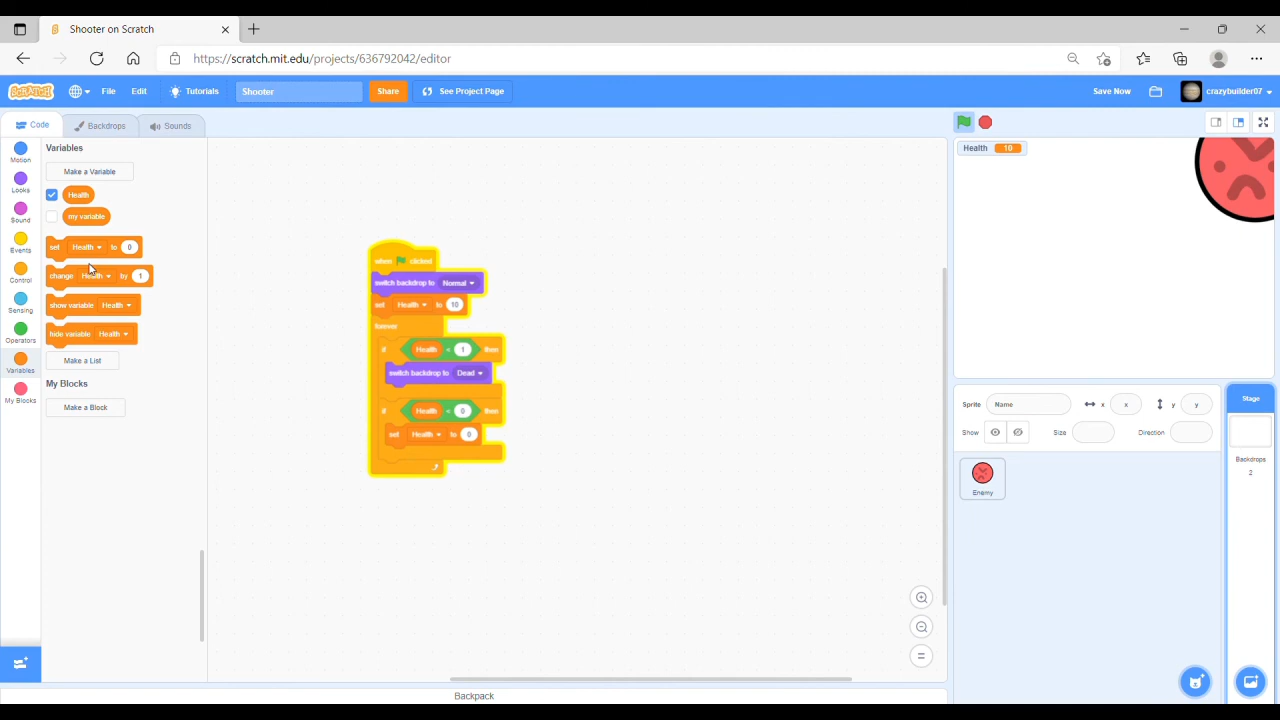 Shooter on Scratch
https://scratch.mit.edu/projects/636792042/editor
SCRATCH
File
Edit
Tutorials
Shooter
Share
See Project Page
Save Now
crazybuilder07
Code
Backdrops
Sounds
Motion
Looks
Sound
Events
Control
Sensing
Operators
Variables
My Blocks
Variables
Make a Variable
Health
my variable
set Health to 0
change Health by 1
show variable Health
hide variable Health
Make a List
My Blocks
Make a Block
when clicked
switch backdrop to Normal
set Health to 10
forever
if Health < 1 then
switch backdrop to Dead
if Health < 0 then
set Health to 0
Health 10
Sprite Name x x y y
Show Size Direction
Enemy
Stage
Backdrops
2
Backpack